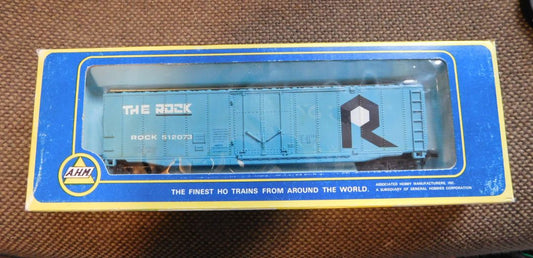 THE ROCK
ROCK 512073
R
AHM
THE FINEST HO TRAINS FROM AROUND THE WORLD.
ASSOCIATED HOBBY MANUFACTURERS, INC.
A SUBSIDIARY OF GENERAL HOBBIES CORPORATION